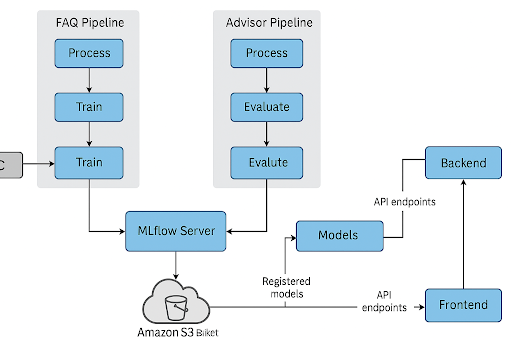 FAQ Pipeline
Advisor Pipeline
Process
Process
Train
Evaluate
C
Train
Evalute
Backend
API endpoints
MLflow Server
Models
Registered
models
API
endpoints
Frontend
Amazon S3 Biket